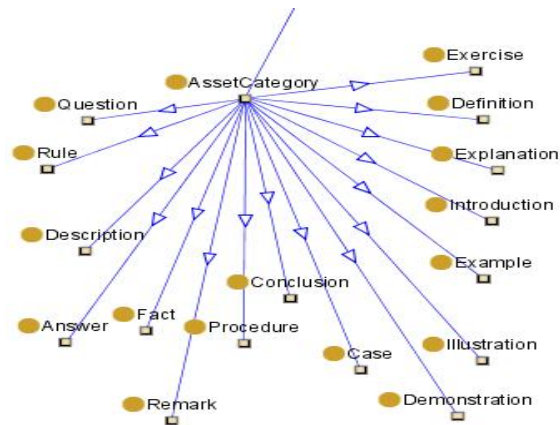 Exercise
AssetCategory
Question
Definition
Rule
Explanation
Introduction
Description
Example
Conclusion
Answer
Fact
Procedure
Case
Illustration
Remark
Demonstration